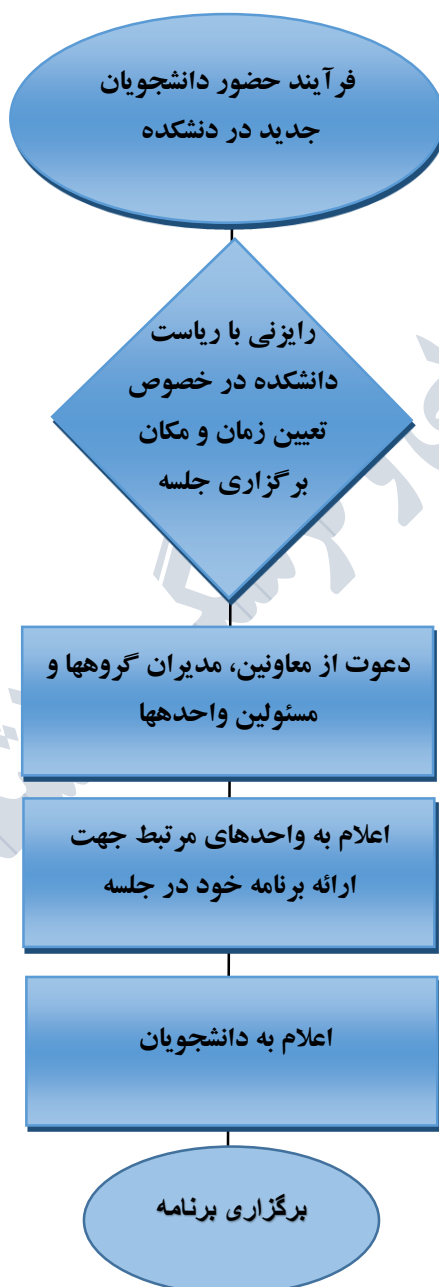 فرآیند حضور دانشجویان
جدید در دنشکده
رایزنی با ریاست
دانشکده در خصوص
تعیین زمان و مکان
برگزاری جلسه
دعوت از معاونین، مدیران گروهها و
مسئولین واحدهها
اعلام به واحدهای مرتبط جهت
ارائه برنامه خود در جلسه
اعلام به دانشجویان
برگزاری برنامه